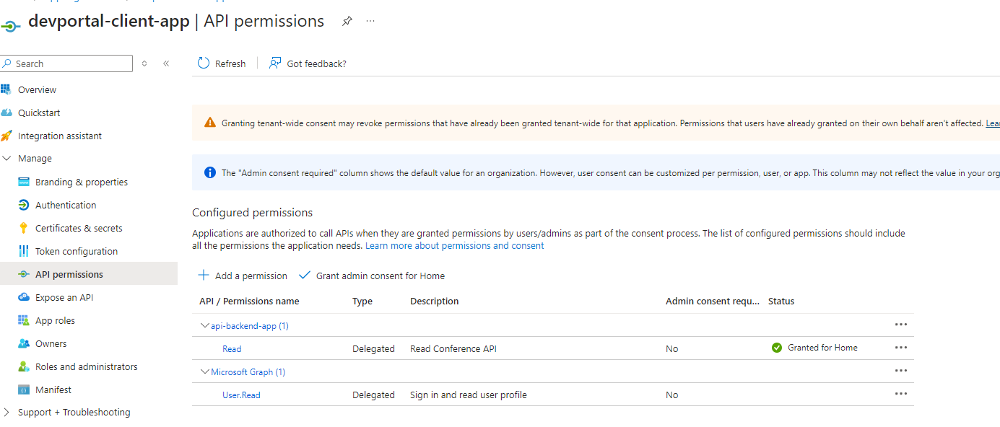 devportal-client-app | API permissions
Search
Refresh
Got feedback?
Overview
Quickstart
Integration assistant
Manage
Branding & properties
Authentication
Certificates & secrets
Token configuration
API permissions
Expose an API
App roles
Owners
Roles and administrators
Manifest
Support + Troubleshooting
Granting tenant-wide consent may revoke permissions that have already been granted tenant-wide for that application. Permissions that users have already granted on their own behalf aren't affected. Lea
The "Admin consent required" column shows the default value for an organization. However, user consent can be customized per permission, user, or app. This column may not reflect the value in your org
Configured permissions
Applications are authorized to call APIs when they are granted permissions by users/admins as part of the consent process. The list of configured permissions should include
all the permissions the application needs. Learn more about permissions and consent
Add a permission
Grant admin consent for Home
API / Permissions name Type Description Admin consent requ... Status
api-backend-app (1)
Read Delegated Read Conference API No Granted for Home
Microsoft Graph (1)
User.Read Delegated Sign in and read user profile No